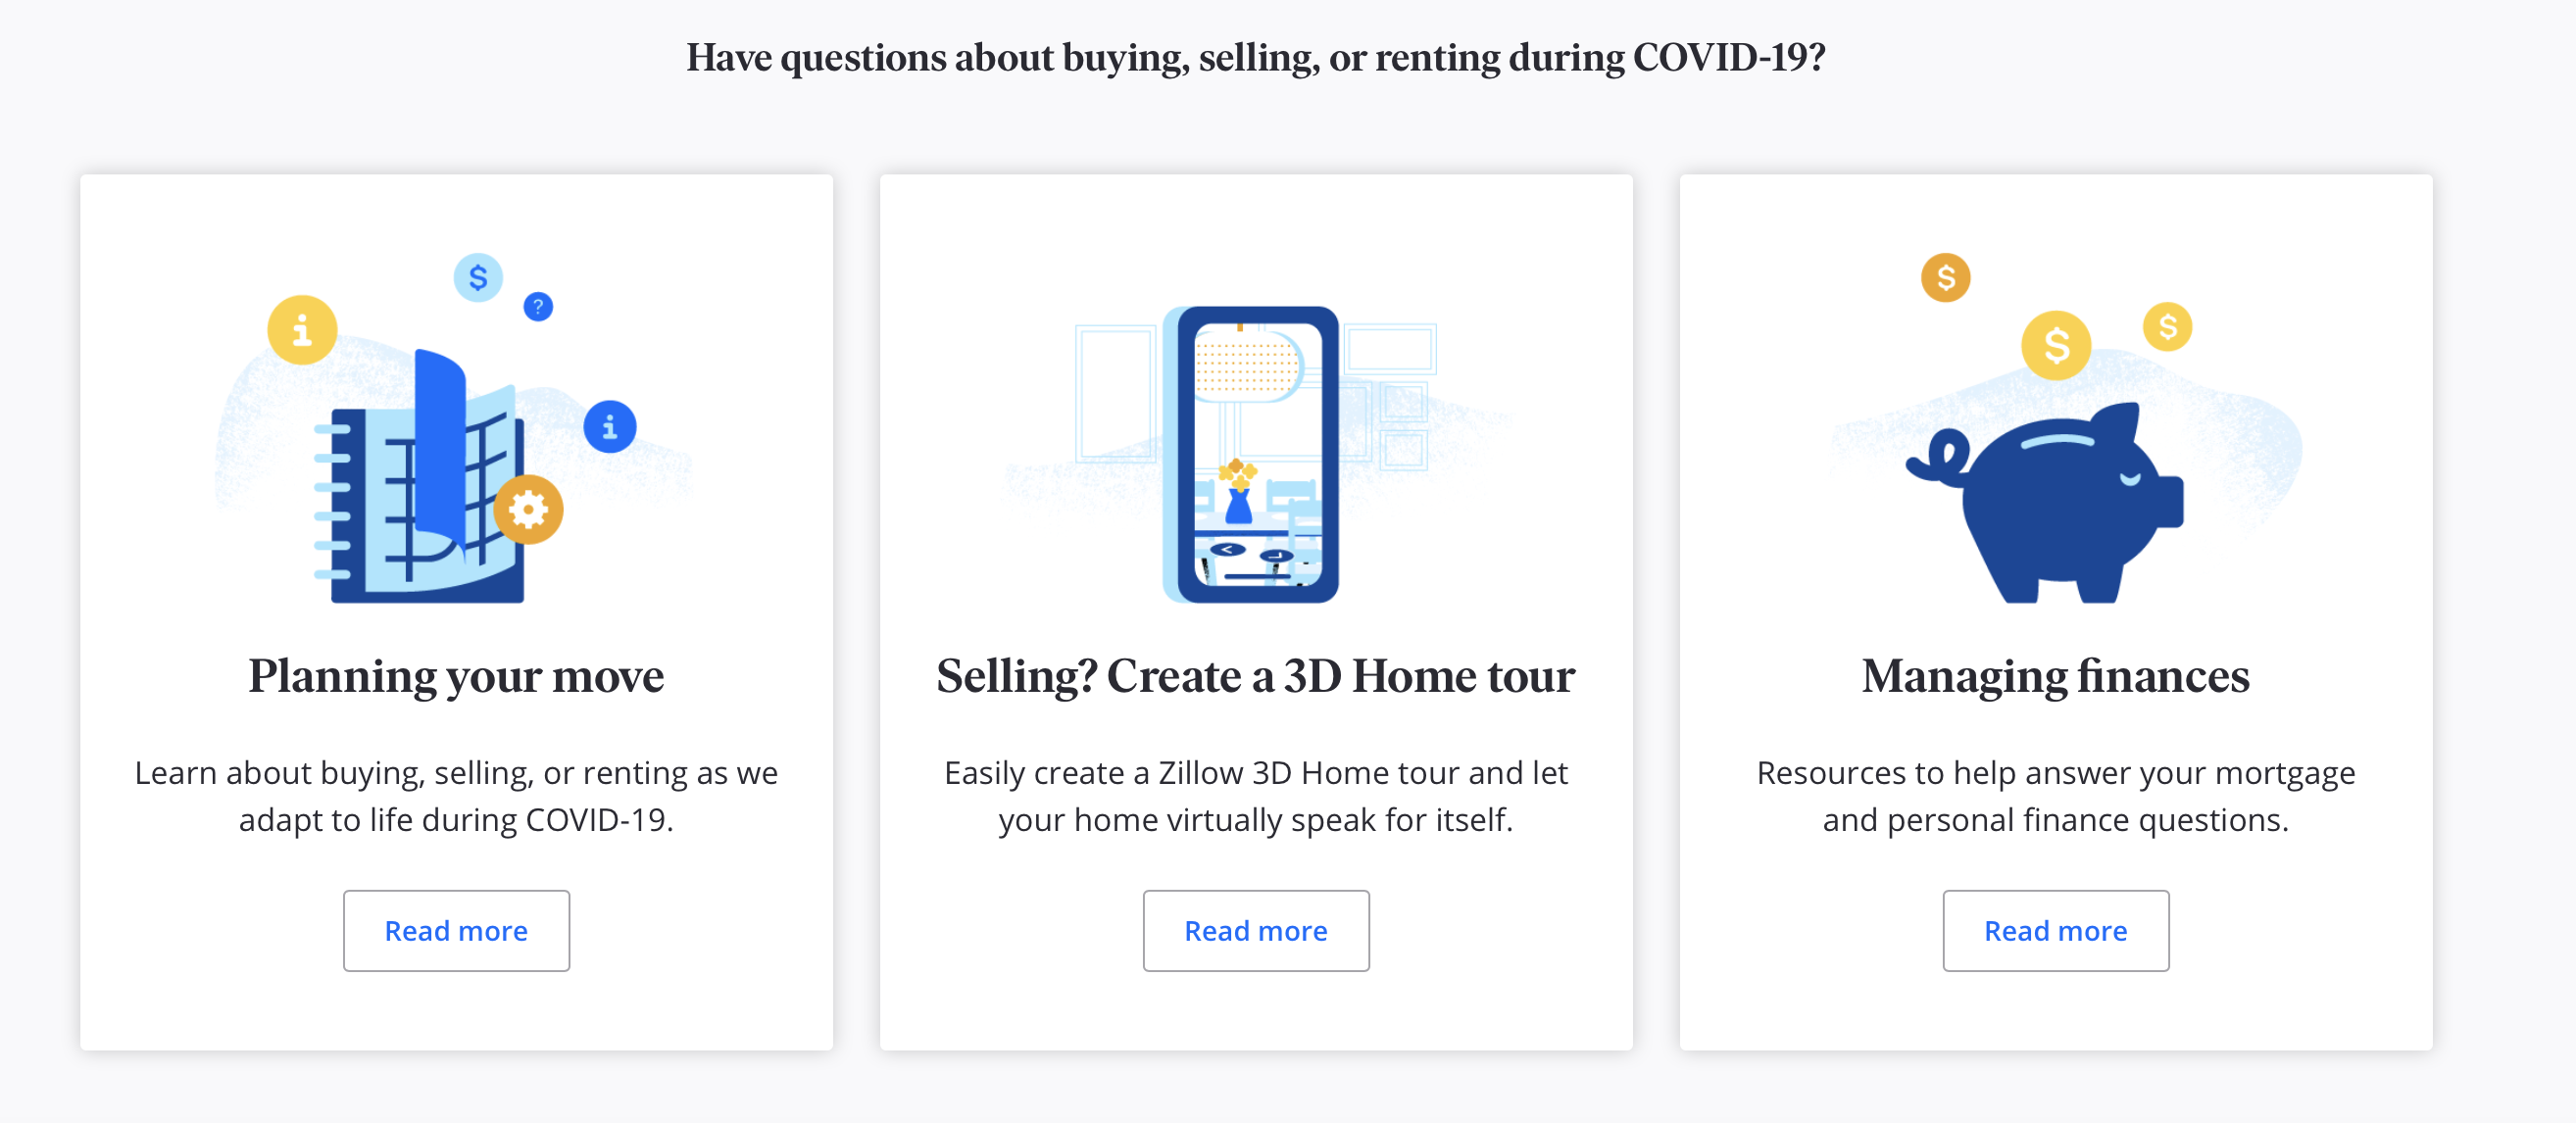 Have questions about buying, selling, or renting during COVID-19?
$
?
i
i
$
$
$
Planning your move
Learn about buying, selling, or renting as we
adapt to life during COVID-19.
Read more
Selling? Create a 3D Home tour
Easily create a Zillow 3D Home tour and let
your home virtually speak for itself.
Read more
Managing finances
Resources to help answer your mortgage
and personal finance questions.
Read more